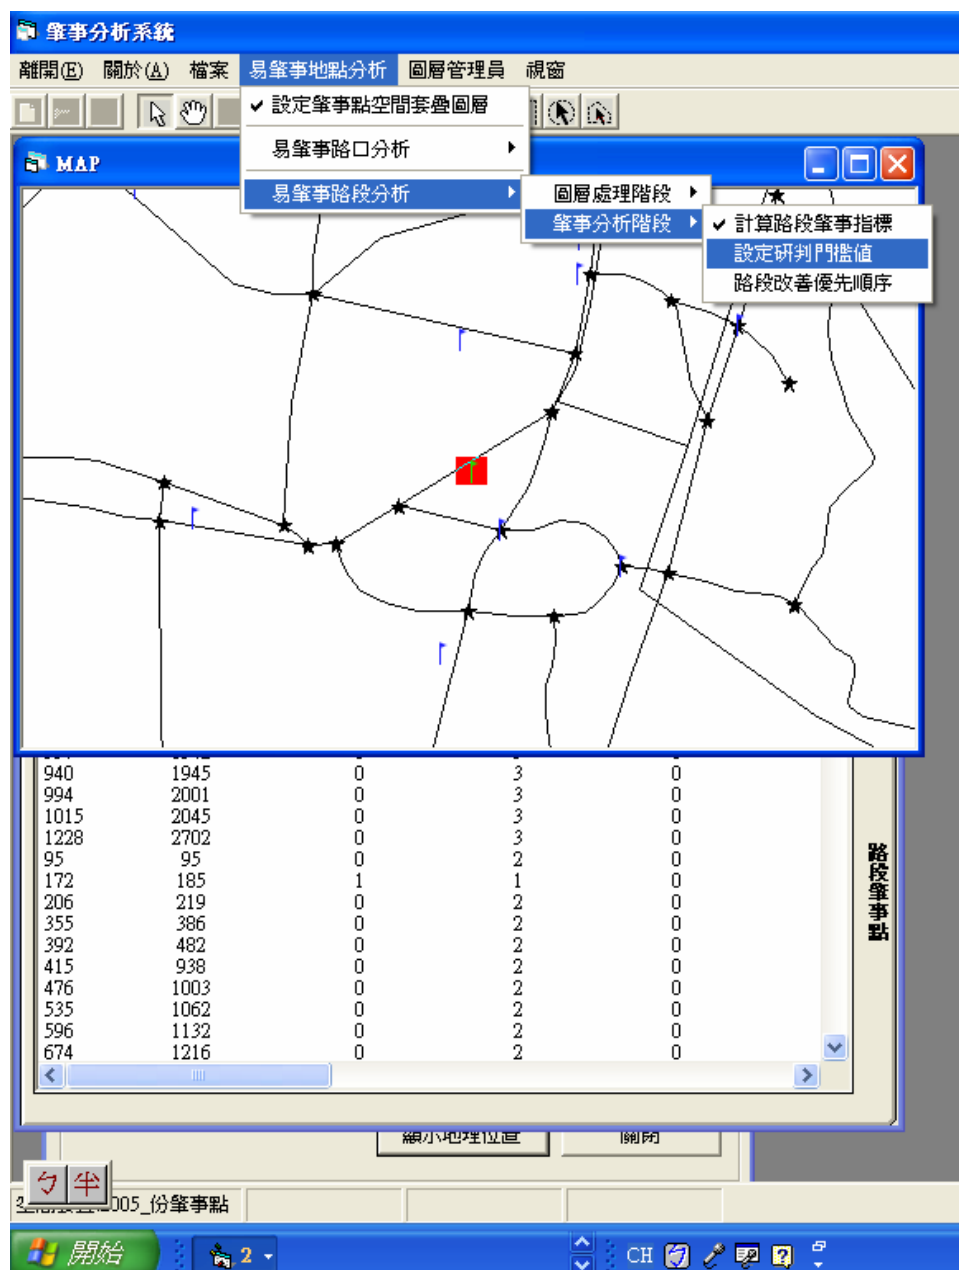 肇事分析系統
離開(E) 關於(A) 檔案 易肇事地點分析 圖層管理員 視窗
✓ 設定肇事點空間套疊圖層
易肇事路口分析
易肇事路段分析
圖層處理階段
肇事分析階段
✓ 計算路段肇事指標
設定研判門檻值
路段改善優先順序
MAP
940 1945 0 3 0
994 2001 0 3 0
1015 2045 0 3 0
1228 2702 0 3 0
95 95 0 2 0
172 185 1 1 0
206 219 0 2 0
355 386 0 2 0
392 482 0 2 0
415 938 0 2 0
476 1003 0 2 0
535 1062 0 2 0
596 1132 0 2 0
674 1216 0 2 0
路段肇事點
顯示地理位置 關閉
ㄅ 半
005_份肇事點
開始 2 CH